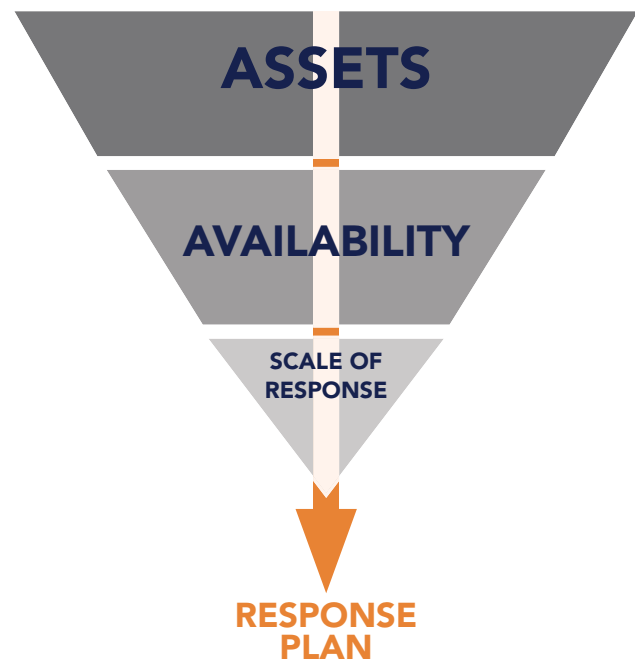 ASSETS
AVAILABILITY
SCALE OF
RESPONSE
RESPONSE
PLAN